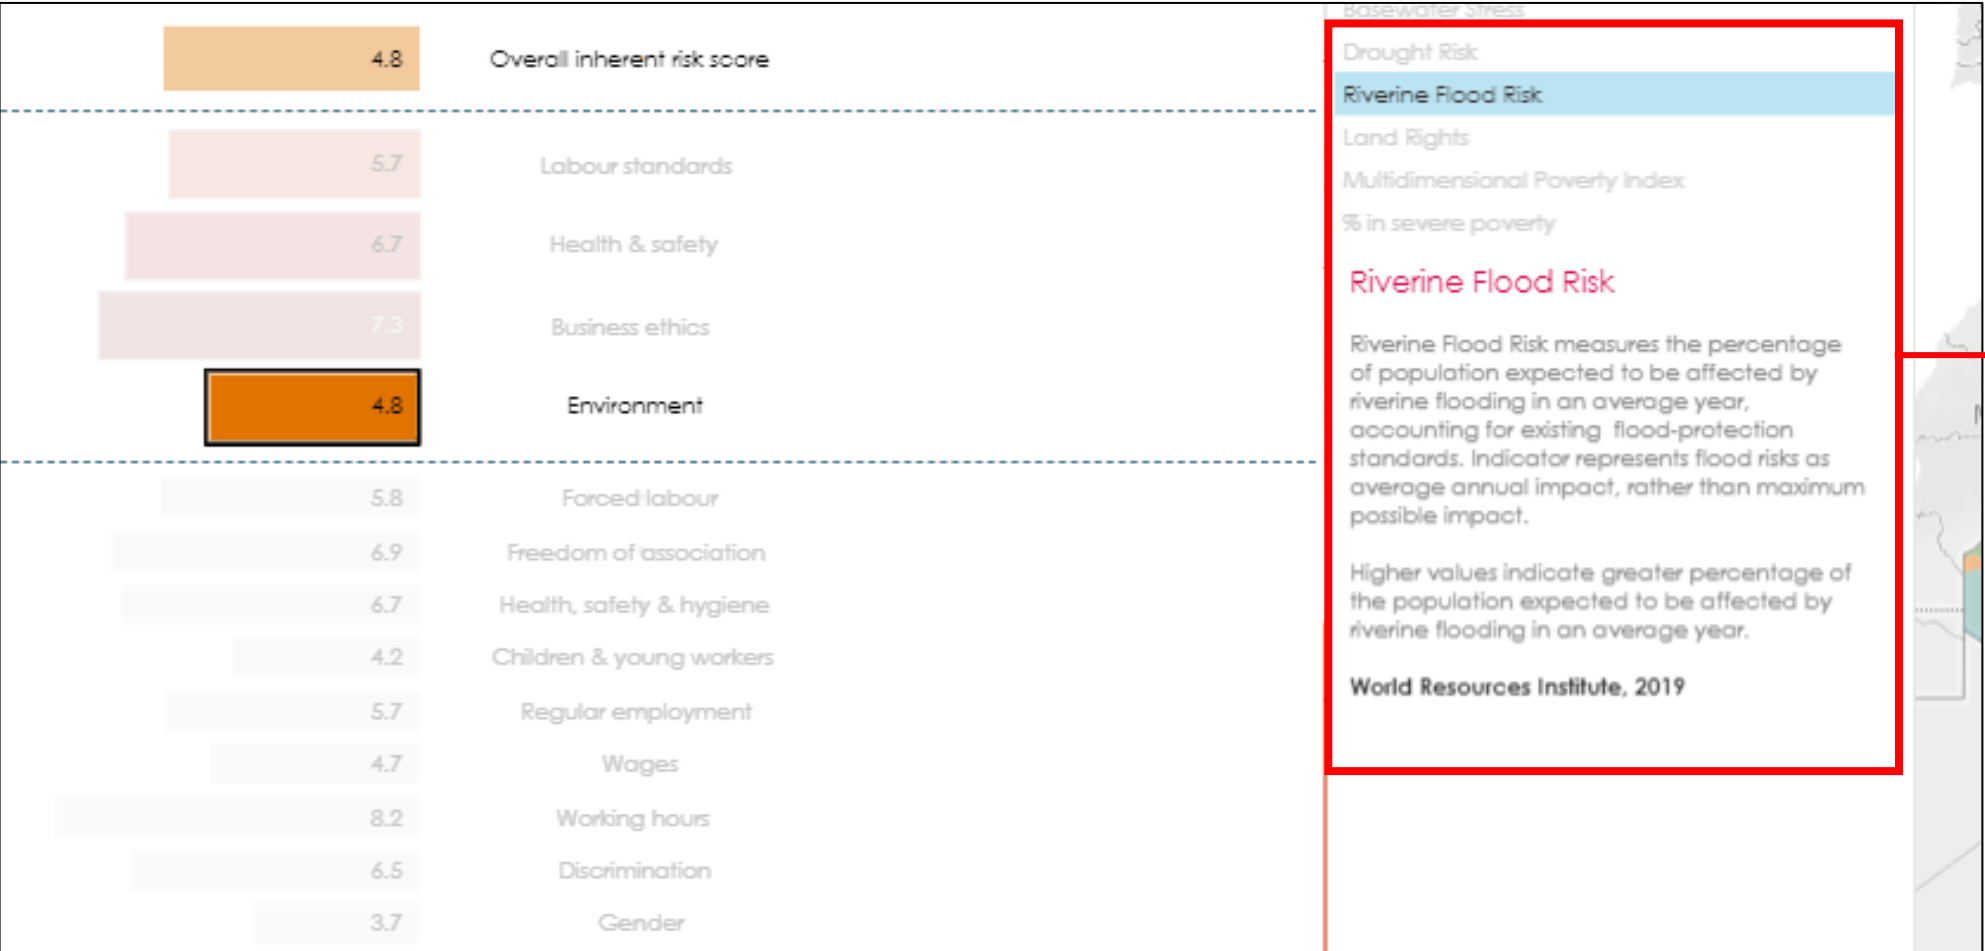 4.8 Overall inherent risk score
5.7 Labour standards
6.7 Health & safety
7.3 Business ethics
4.8 Environment
5.8 Forced labour
6.9 Freedom of association
6.7 Health, safety & hygiene
4.2 Children & young workers
5.7 Regular employment
4.7 Wages
8.2 Working hours
6.5 Discrimination
3.7 Gender
Basewater Stress
Drought Risk
Riverine Flood Risk
Land Rights
Multidimensional Poverty Index
% in severe poverty
Riverine Flood Risk
Riverine Flood Risk measures the percentage
of population expected to be affected by
riverine flooding in an average year,
accounting for existing flood-protection
standards. Indicator represents flood risks as
average annual impact, rather than maximum
possible impact.
Higher values indicate greater percentage of
the population expected to be affected by
riverine flooding in an average year.
World Resources Institute, 2019